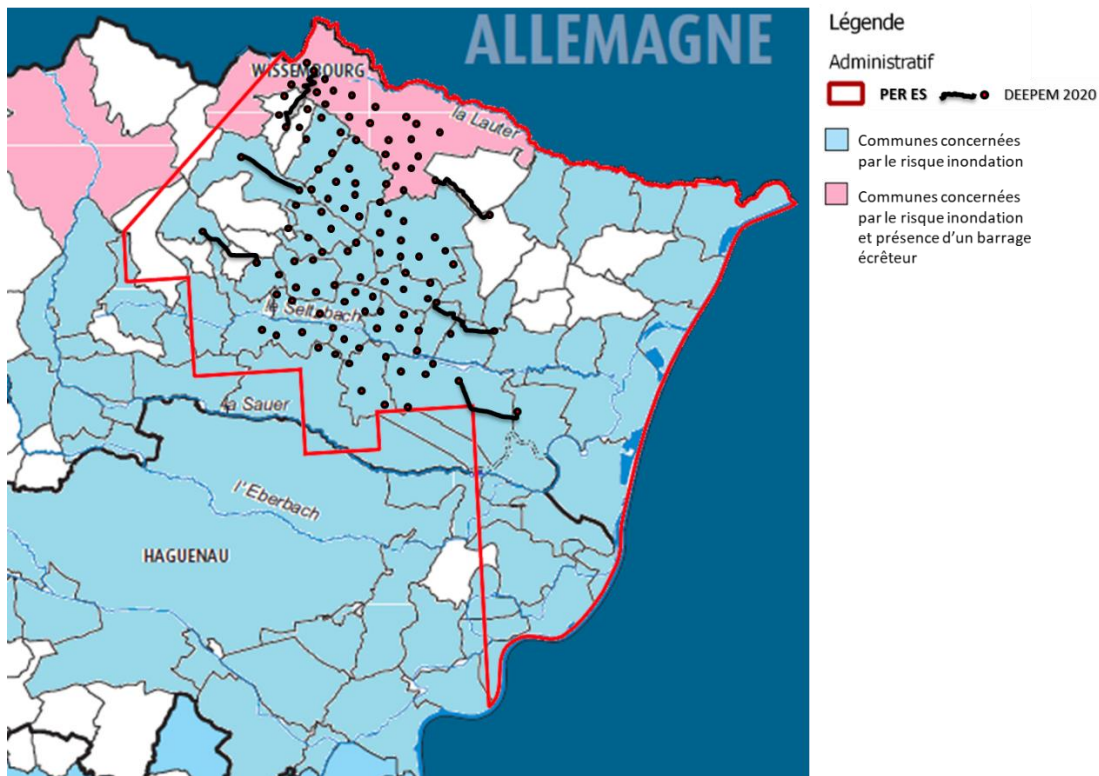 ALLEMAGNE
WISSEMBOURG
la Lauter
le Seltzbach
la Sauer
l'Eberbach
HAGUENAU
Légende
Administratif
PER ES DEEPEM 2020
Communes concernées
par le risque inondation
Communes concernées
par le risque inondation
et présence d'un barrage
écrêteur